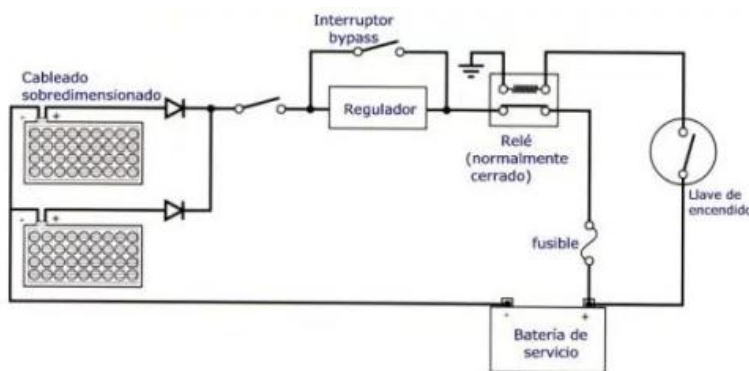 Interruptor
bypass
Cableado
sobredimensionado
- +
Regulador
Relé
(normalmente
cerrado)
Llave de
encendido
- +
fusible
- +
Batería de
servicio